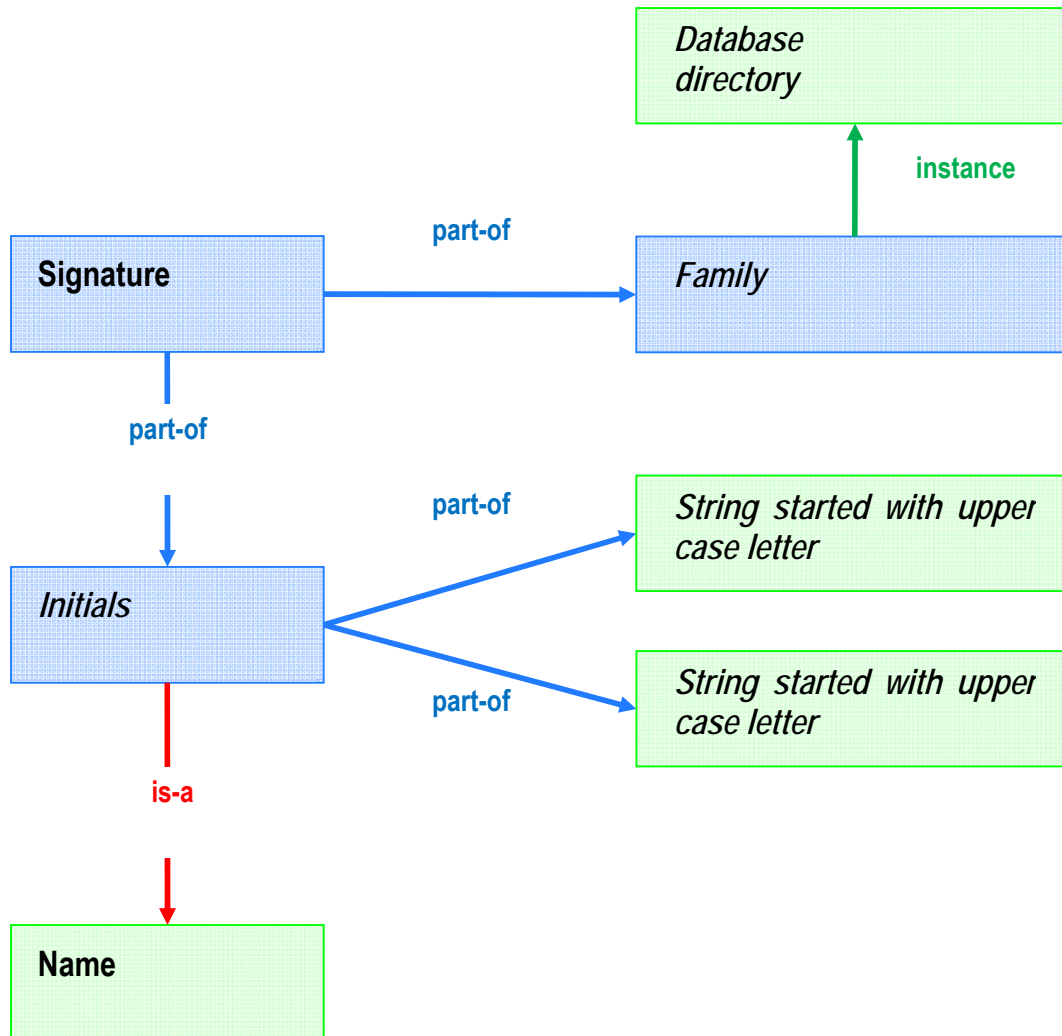 Database
directory
instance
part-of
Signature
Family
part-of
part-of
String started with upper
case letter
Initials
part-of
String started with upper
case letter
is-a
Name